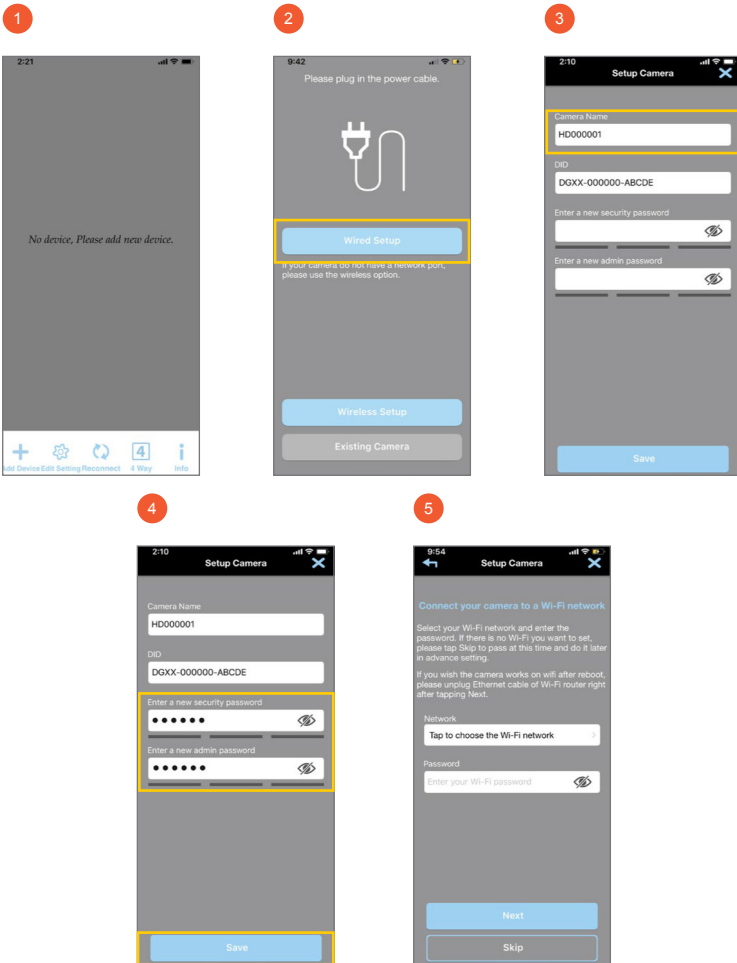 1
2:21
No device, Please add new device.
Add Device Edit Setting Reconnect 4 4 Way Info
2
9:42
Please plug in the power cable.
Wired Setup
If your camera do not have a network port,
please use the wireless option.
Wireless Setup
Existing Camera
3
2:10
Setup Camera
Camera Name
HD000001
DID
DGXX-000000-ABCDE
Enter a new security password
Enter a new admin password
Save
4
2:10
Setup Camera
Camera Name
HD000001
DID
DGXX-000000-ABCDE
Enter a new security password
Enter a new admin password
Save
5
9:54
Setup Camera
Connect your camera to a Wi-Fi network
Select your Wi-Fi network and enter the
password. If there is no Wi-Fi you want to set,
please tap Skip to pass at this time and do it later
in advance setting.
If you wish the camera works on wifi after reboot,
please unplug Ethernet cable of Wi-Fi router right
after tapping Next.
Network
Tap to choose the Wi-Fi network
Password
Enter your Wi-Fi password
Next
Skip